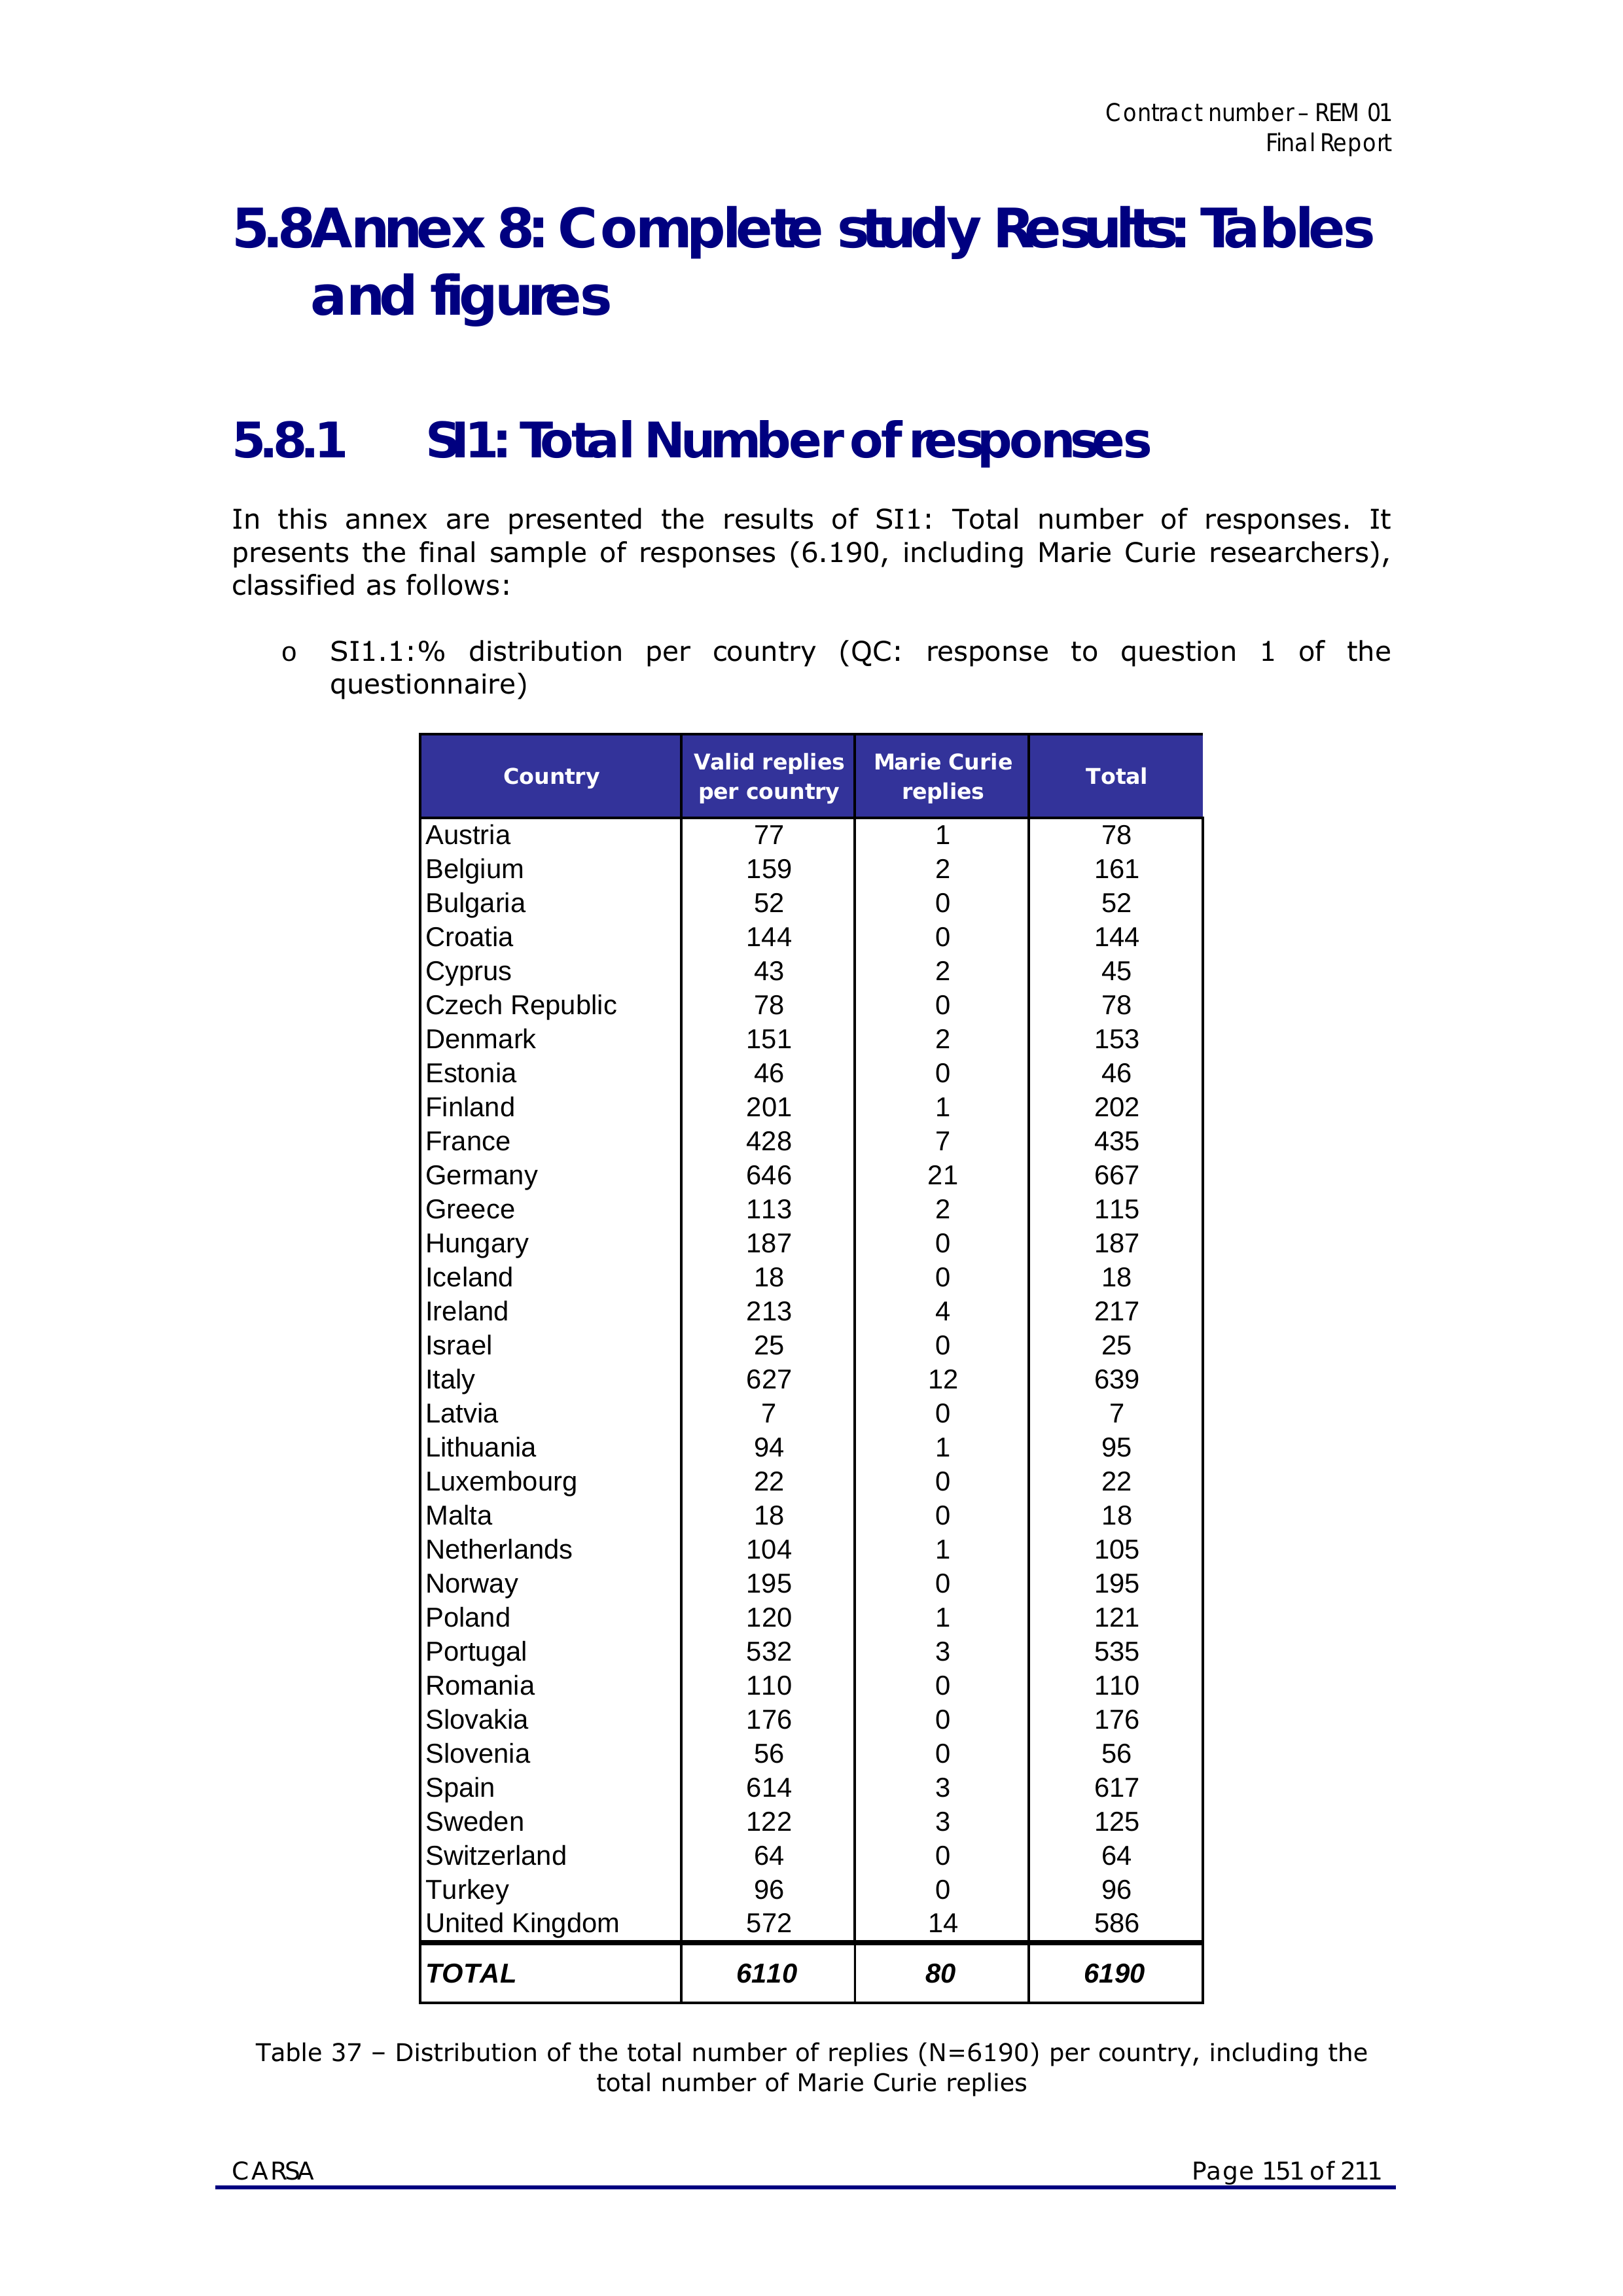 Contract number – REM 01
Final Report
5.8Annex 8: Complete study Results: Tables
and figures
5.8.1 SI1: Total Number of responses
In this annex are presented the results of SI1: Total number of responses. It
presents the final sample of responses (6.190, including Marie Curie researchers),
classified as follows:
o SI1.1:% distribution per country (QC: response to question 1 of the
questionnaire)
Country Valid replies per country Marie Curie replies Total
Austria 77 1 78
Belgium 159 2 161
Bulgaria 52 0 52
Croatia 144 0 144
Cyprus 43 2 45
Czech Republic 78 0 78
Denmark 151 2 153
Estonia 46 0 46
Finland 201 1 202
France 428 7 435
Germany 646 21 667
Greece 113 2 115
Hungary 187 0 187
Iceland 18 0 18
Ireland 213 4 217
Israel 25 0 25
Italy 627 12 639
Latvia 7 0 7
Lithuania 94 1 95
Luxembourg 22 0 22
Malta 18 0 18
Netherlands 104 1 105
Norway 195 0 195
Poland 120 1 121
Portugal 532 3 535
Romania 110 0 110
Slovakia 176 0 176
Slovenia 56 0 56
Spain 614 3 617
Sweden 122 3 125
Switzerland 64 0 64
Turkey 96 0 96
United Kingdom 572 14 586
TOTAL 6110 80 6190
Table 37 – Distribution of the total number of replies (N=6190) per country, including the
total number of Marie Curie replies
CARSA Page 151 of 211